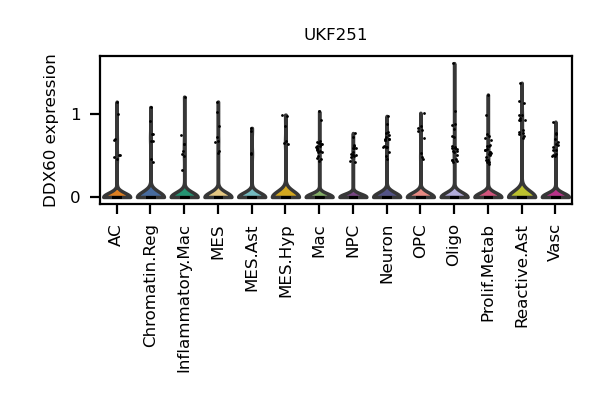 UKF251
DDX60 expression
1
0
AC
Chromatin.Reg
Inflammatory.Mac
MES
MES.Ast
MES.Hyp
Mac
NPC
Neuron
OPC
Oligo
Prolif.Metab
Reactive.Ast
Vasc